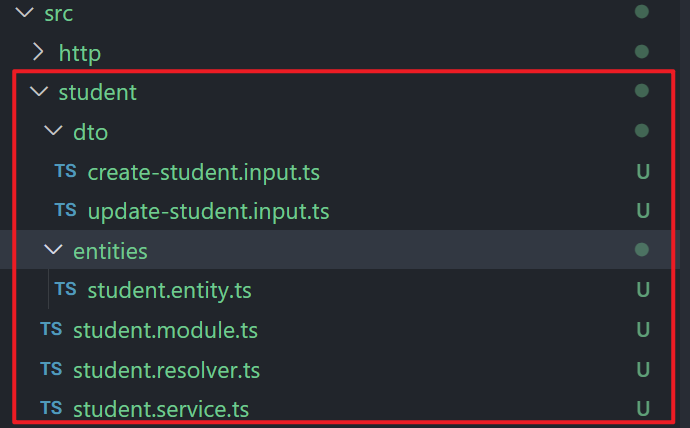 src
http
student
dto
TS create-student.input.ts U
TS update-student.input.ts U
entities
TS student.entity.ts U
TS student.module.ts U
TS student.resolver.ts U
TS student.service.ts U